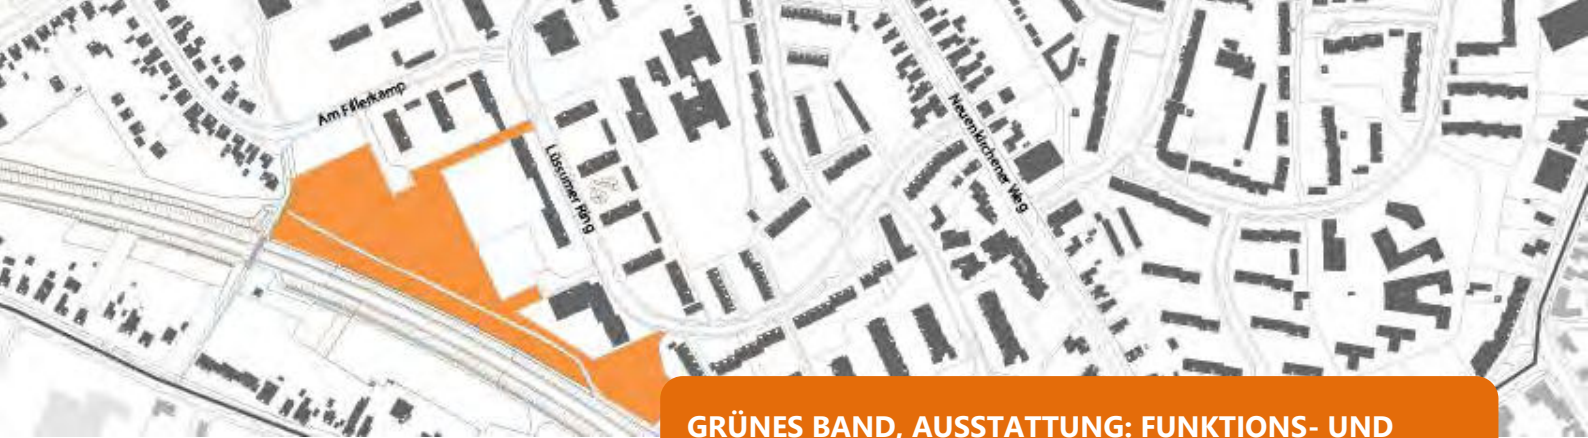 Am Fillerkamp
Neuenkirchener Weg
Lüssumer Ring
GRÜNES BAND, AUSSTATTUNG: FUNKTIONS- UND